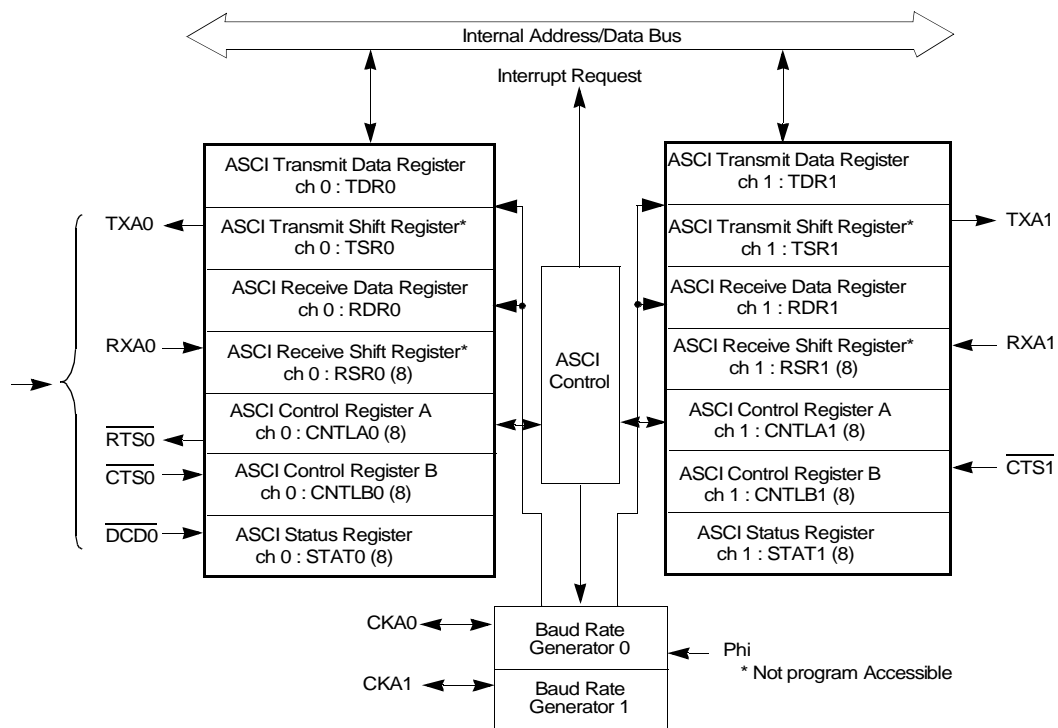 Internal Address/Data Bus
Interrupt Request
ASCI Transmit Data Register
ch 0 : TDR0
ASCI Transmit Shift Register*
ch 0 : TSR0
ASCI Receive Data Register
ch 0 : RDR0
ASCI Receive Shift Register*
ch 0 : RSR0 (8)
ASCI Control Register A
ch 0 : CNTLA0 (8)
ASCI Control Register B
ch 0 : CNTLB0 (8)
ASCI Status Register
ch 0 : STAT0 (8)
TXA0
RXA0
RTS0
CTS0
DCD0
ASCI
Control
ASCI Transmit Data Register
ch 1 : TDR1
ASCI Transmit Shift Register*
ch 1 : TSR1
ASCI Receive Data Register
ch 1 : RDR1
ASCI Receive Shift Register*
ch 1 : RSR1 (8)
ASCI Control Register A
ch 1 : CNTLA1 (8)
ASCI Control Register B
ch 1 : CNTLB1 (8)
ASCI Status Register
ch 1 : STAT1 (8)
TXA1
RXA1
CTS1
CKA0
CKA1
Baud Rate
Generator 0
Baud Rate
Generator 1
Phi
* Not program Accessible